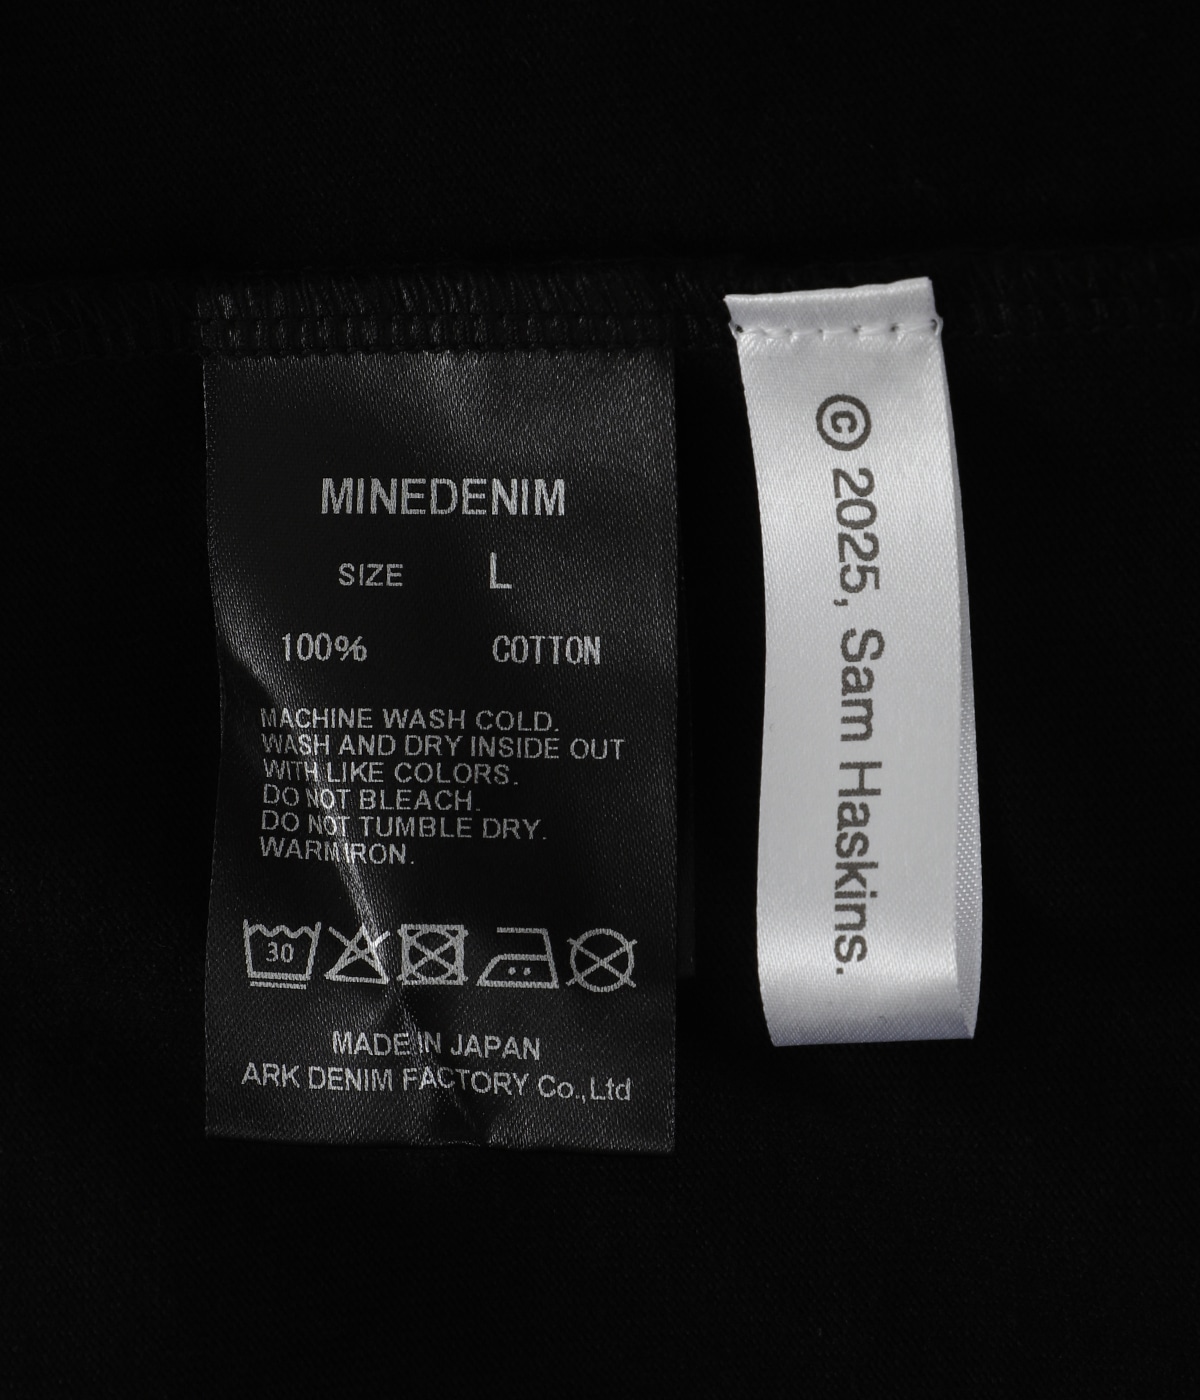 MINEDENIM
SIZE L
100% COTTON
MACHINE WASH COLD.
WASH AND DRY INSIDE OUT
WITH LIKE COLORS.
DO NOT BLEACH.
DO NOT TUMBLE DRY.
WARM IRON.
30
MADE IN JAPAN
ARK DENIM FACTORY Co.,Ltd
© 2025, Sam Haskins.